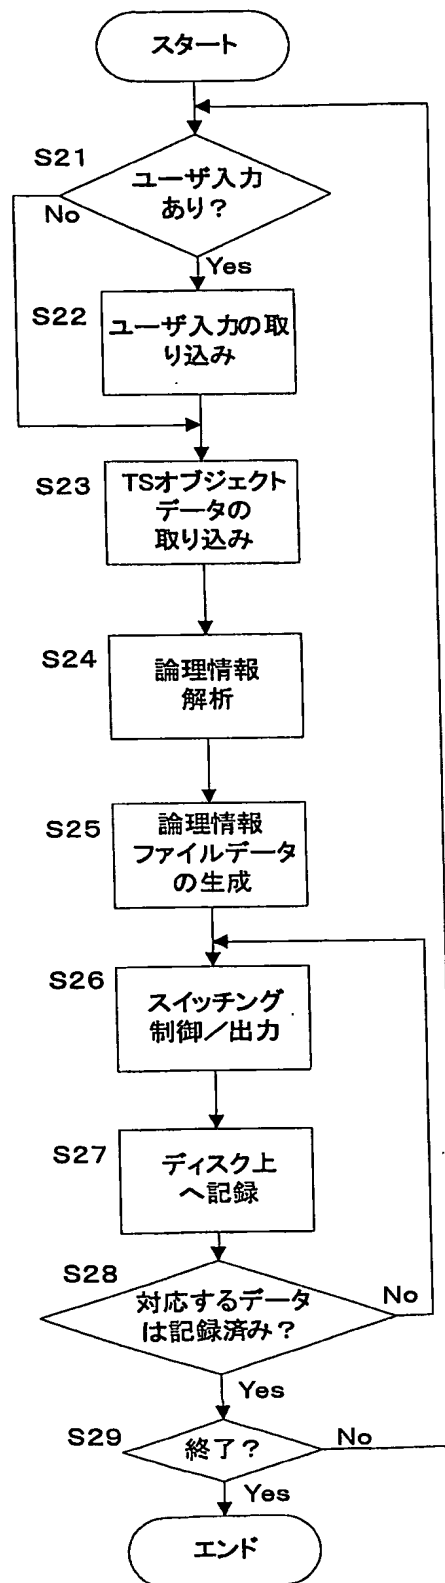 スタート
S21
ユーザ入力
あり？
No
Yes
S22
ユーザ入力の取
り込み
S23
TSオブジェクト
データの
取り込み
S24
論理情報
解析
S25
論理情報
ファイルデータ
の生成
S26
スイッチング
制御／出力
S27
ディスク上
へ記録
S28
対応するデータ
は記録済み？
No
Yes
S29
終了？
No
Yes
エンド